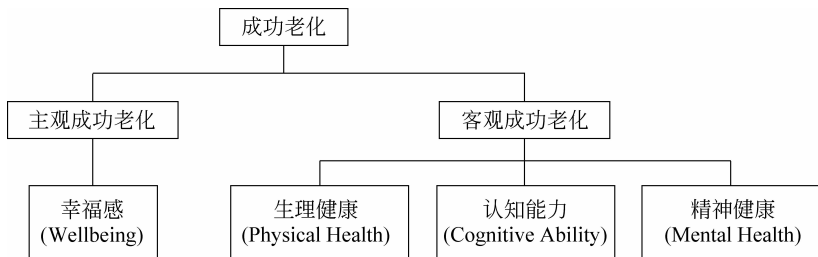 成功老化
主观成功老化
客观成功老化
幸福感
(Wellbeing)
生理健康
(Physical Health)
认知能力
(Cognitive Ability)
精神健康
(Mental Health)